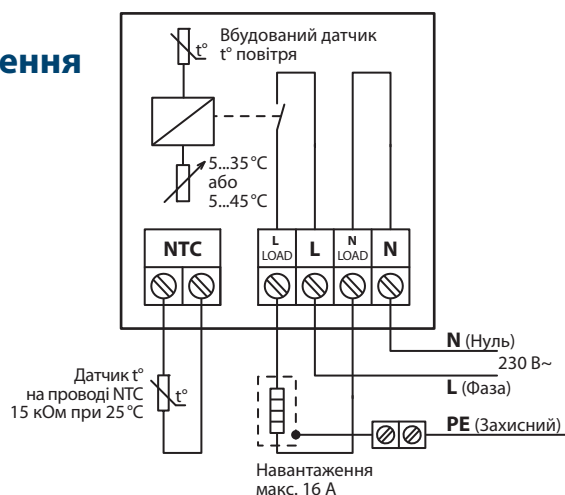 ення
Вбудований датчик
t° повітря
t°
5...35 °C
або
5...45 °C
NTC
L
LOAD
L
N
LOAD
N
N (Нуль)
230 В~
L (Фаза)
PE (Захисний)
Датчик t°
на проводі NTC
15 кОм при 25 °C
t°
Навантаження
макс. 16 А